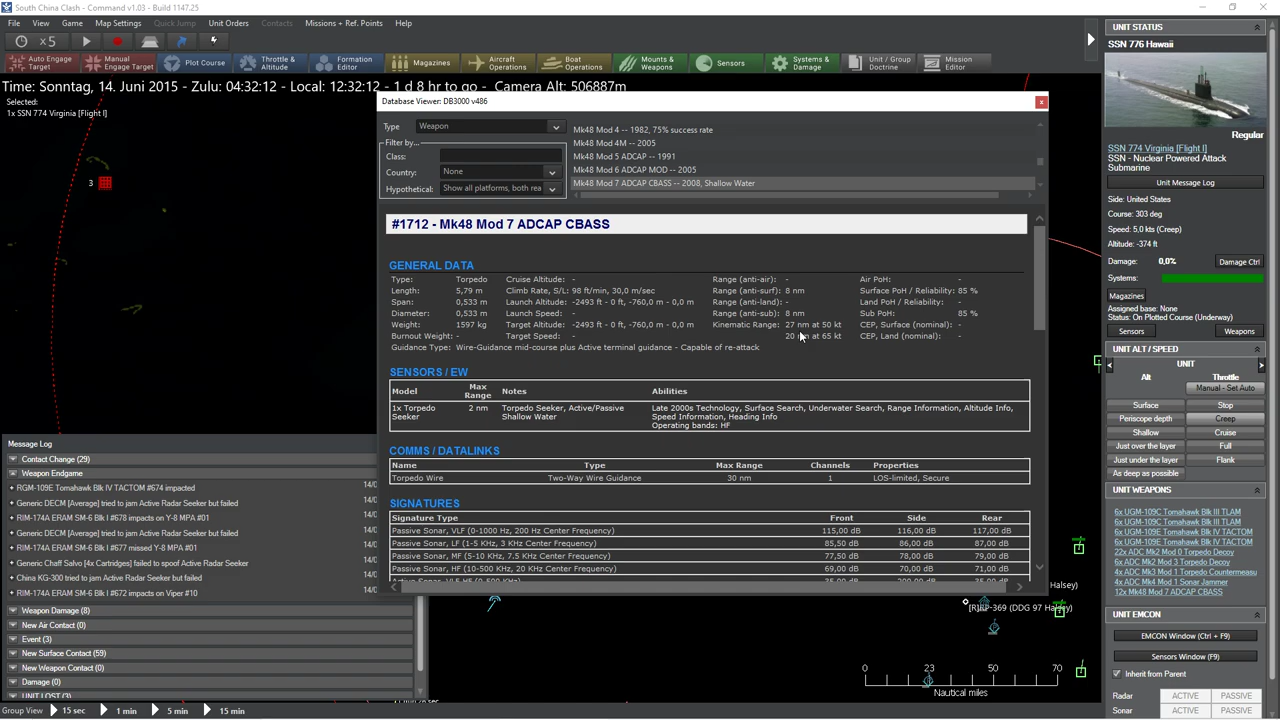 South China Clash - Command v1.03 - Build 1147.25
File View Game Map Settings Quick Jump Unit Orders Contacts Missions + Ref. Points Help
x5
Auto Engage Target
Manual Engage Target
Plot Course
Throttle & Altitude
Formation Editor
Magazines
Aircraft Operations
Boat Operations
Mounts & Weapons
Sensors
Systems & Damage
Unit / Group Doctrine
Mission Editor
Time: Sonntag, 14. Juni 2015 - Zulu: 04:32:12 - Local: 12:32:12 - 1 d 8 hr to go - Camera Alt: 506887m
Selected:
1x SSN 774 Virginia [Flight I]
3
Database Viewer: DB3000 v486
x
Type Weapon
Filter by...
Class:
Country: None
Hypothetical: Show all platforms, both rea
Mk48 Mod 4 -- 1982, 75% success rate
Mk48 Mod 4M -- 2005
Mk48 Mod 5 ADCAP -- 1991
Mk48 Mod 6 ADCAP MOD -- 2005
Mk48 Mod 7 ADCAP CBASS -- 2008, Shallow Water
#1712 - Mk48 Mod 7 ADCAP CBASS
GENERAL DATA
Type: Torpedo Cruise Altitude: - Range (anti-air): - Air PoH: -
Length: 5,79 m Climb Rate, S/L: 98 ft/min, 30,0 m/sec Range (anti-surf): 8 nm Surface PoH / Reliability: 85 %
Span: 0,533 m Launch Altitude: -2493 ft - 0 ft, -760,0 m - 0,0 m Range (anti-land): - Land PoH / Reliability: -
Diameter: 0,533 m Launch Speed: - Range (anti-sub): 8 nm Sub PoH: 85 %
Weight: 1597 kg Target Altitude: -2493 ft - 0 ft, -760,0 m - 0,0 m Kinematic Range: 27 nm at 50 kt CEP, Surface (nominal): -
Burnout Weight: - Target Speed: - 20 nm at 65 kt CEP, Land (nominal): -
Guidance Type: Wire-Guidance mid-course plus Active terminal guidance - Capable of re-attack
SENSORS / EW
Model Max Range Notes Abilities
1x Torpedo Seeker 2 nm Torpedo Seeker, Active/Passive Shallow Water Late 2000s Technology, Surface Search, Underwater Search, Range Information, Altitude Info,
Speed Information, Heading Info
Operating bands: HF
COMMS / DATALINKS
Name Type Max Range Channels Properties
Torpedo Wire Two-Way Wire Guidance 30 nm 1 LOS-limited, Secure
SIGNATURES
Signature Type Front Side Rear
Passive Sonar, VLF (0-1000 Hz, 200 Hz Center Frequency) 115,00 dB 116,00 dB 117,00 dB
Passive Sonar, LF (1-5 KHz, 3 KHz Center Frequency) 85,50 dB 86,00 dB 87,00 dB
Passive Sonar, MF (5-10 KHz, 7.5 KHz Center Frequency) 77,50 dB 78,00 dB 79,00 dB
Passive Sonar, HF (10-500 KHz, 20 KHz Center Frequency) 69,00 dB 70,00 dB 71,00 dB
Message Log
Contact Change (29)
Weapon Endgame
RGM-109E Tomahawk Blk IV TACTOM #674 impacted 14/0
Generic DECM [Average] tried to jam Active Radar Seeker but failed 14/0
RIM-174A ERAM SM-6 Blk I #678 impacts on Y-8 MPA #01 14/0
Generic DECM [Average] tried to jam Active Radar Seeker but failed 14/0
RIM-174A ERAM SM-6 Blk I #677 missed Y-8 MPA #01 14/0
Generic Chaff Salvo [4x Cartridges] failed to spoof Active Radar Seeker 14/0
China KG-300 tried to jam Active Radar Seeker but failed 14/0
RIM-174A ERAM SM-6 Blk I #672 impacts on Viper #10 14/0
Weapon Damage (8)
New Air Contact (0)
Event (3)
New Surface Contact (59)
New Weapon Contact (0)
Damage (0)
UNIT LOST (3)
Group View 15 sec 1 min 5 min 15 min
Halsey)
[R]RP-369 (DDG 97 Halsey)
0 23 50 70
Nautical miles
UNIT STATUS
SSN 776 Hawaii
Regular
SSN 774 Virginia [Flight I]
SSN - Nuclear Powered Attack
Submarine
Unit Message Log
Side: United States
Course: 303 deg
Speed: 5,0 kts (Creep)
Altitude: -374 ft
Damage: 0,0% Damage Ctrl
Systems:
Magazines
Assigned base: None
Status: On Plotted Course (Underway)
Sensors Weapons
UNIT ALT / SPEED
UNIT
Alt Throttle
Manual - Set Auto
Surface Stop
Periscope depth Creep
Shallow Cruise
Just over the layer Full
Just under the layer Flank
As deep as possible
UNIT WEAPONS
6x UGM-109C Tomahawk Blk III TLAM
6x UGM-109C Tomahawk Blk III TLAM
6x UGM-109E Tomahawk Blk IV TACTOM
6x UGM-109E Tomahawk Blk IV TACTOM
22x ADC Mk2 Mod 0 Torpedo Decoy
6x ADC Mk2 Mod 3 Torpedo Decoy
4x ADC Mk3 Mod 1 Torpedo Countermeasu
4x ADC Mk4 Mod 1 Sonar Jammer
12x Mk48 Mod 7 ADCAP CBASS
UNIT EMCON
EMCON Window (Ctrl + F9)
Sensors Window (F9)
Inherit from Parent
Radar ACTIVE PASSIVE
Sonar ACTIVE PASSIVE